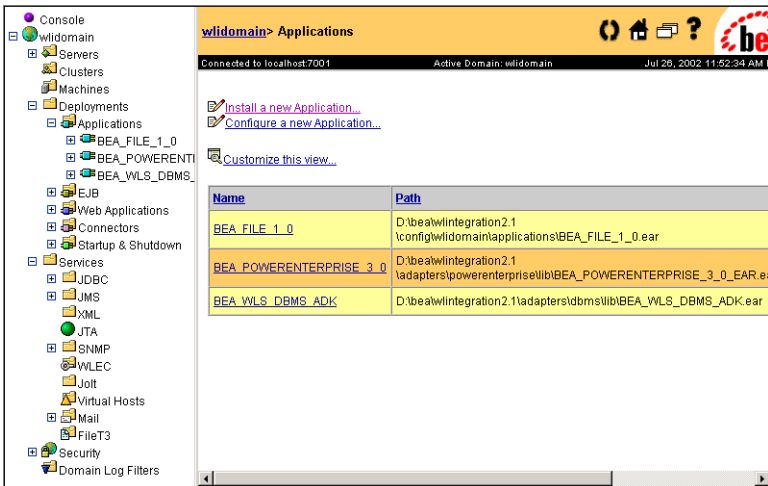 Console
wlidomain
Servers
Clusters
Machines
Deployments
Applications
BEA_FILE_1_0
BEA_POWERENT
BEA_WLS_DBMS_
EJB
Web Applications
Connectors
Startup & Shutdown
Services
JDBC
JMS
XML
JTA
SNMP
WLEC
Jolt
Virtual Hosts
Mail
FileT3
Security
Domain Log Filters
wlidomain> Applications
?
be
Connected to localhost:7001 Active Domain: wlidomain Jul 26, 2002 11:52:34 AM
Install a new Application...
Configure a new Application...
Customize this view...
Name Path
BEA_FILE_1_0 D:\bea\wlintegration2.1
\config\wlidomain\applications\BEA_FILE_1_0.ear
BEA_POWERENTERPRISE_3_0 D:\bea\wlintegration2.1
\adapters\powerenterprise\lib\BEA_POWERENTERPRISE_3_0_EAR.ea
BEA_WLS_DBMS_ADK D:\bea\wlintegration2.1\adapters\dbms\lib\BEA_WLS_DBMS_ADK.ear